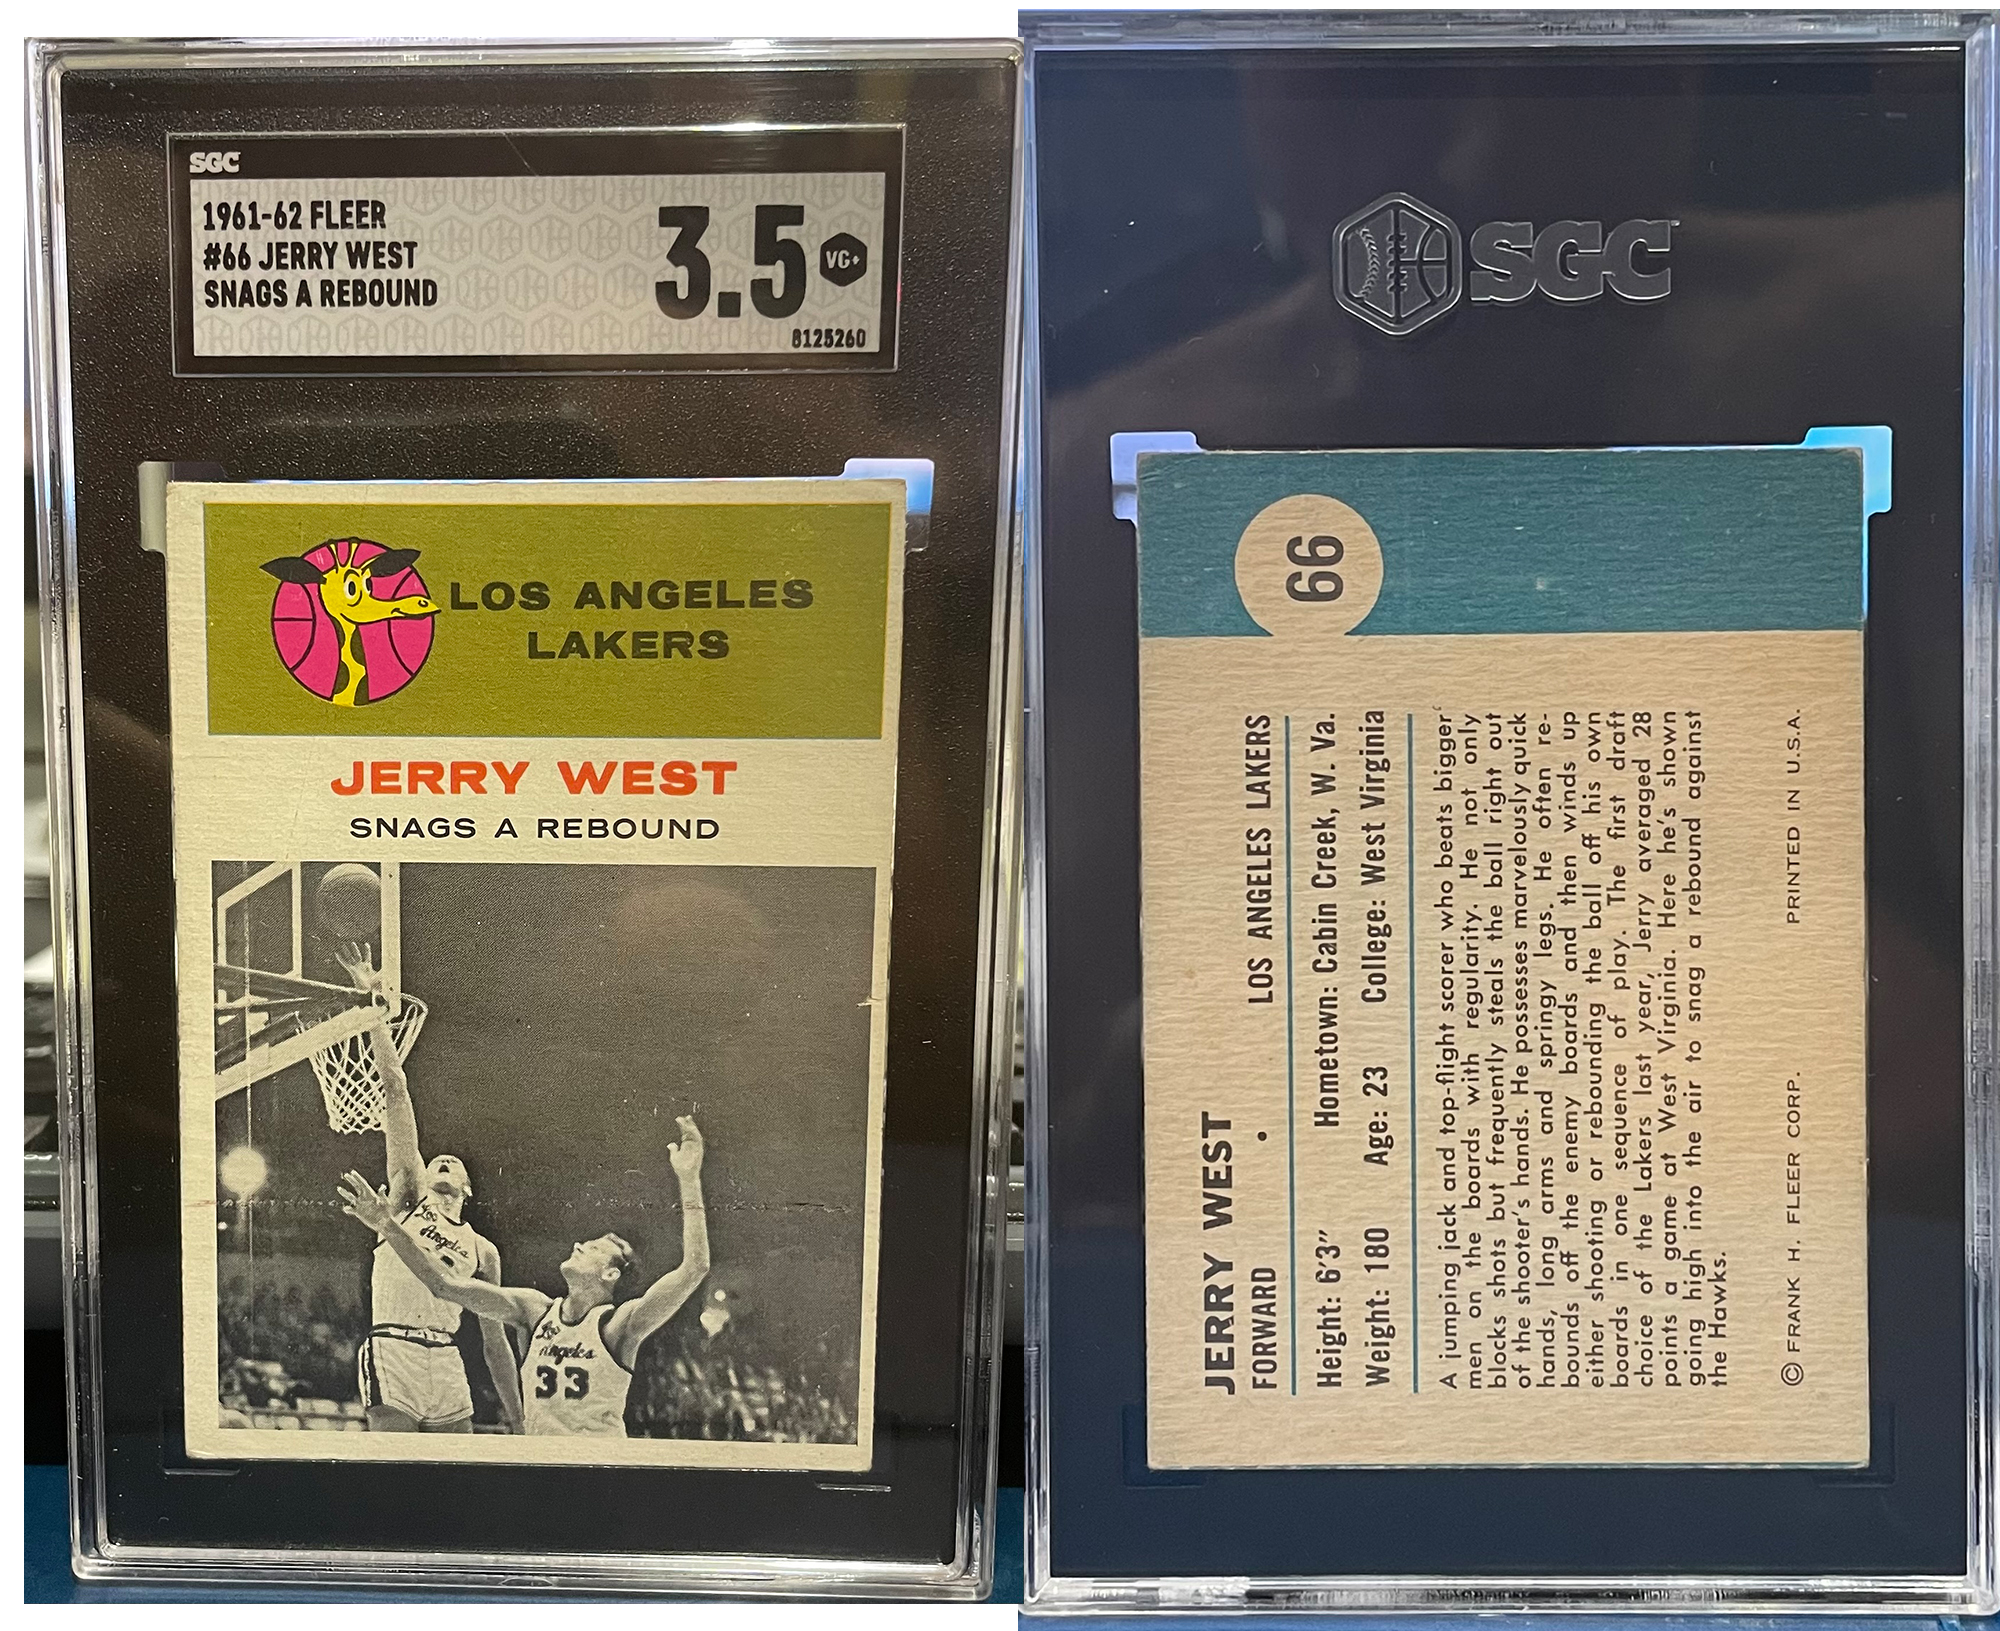 SGC
1961-62 FLEER
#66 JERRY WEST
SNAGS A REBOUND
3.5
VG+
8125260
LOS ANGELES
LAKERS
JERRY WEST
SNAGS A REBOUND
Los
Angeles
Los
Angeles
33
SGC
66
JERRY WEST
FORWARD • LOS ANGELES LAKERS
Height: 6'3" Hometown: Cabin Creek, W. Va.
Weight: 180 Age: 23 College: West Virginia
A jumping jack and top-flight scorer who beats bigger
men on the boards with regularity. He not only
blocks shots but frequently steals the ball right out
of the shooter's hands. He possesses marvelously quick
hands, long arms and springy legs. He often re-
bounds off the enemy boards and then winds up
either shooting or rebounding the ball off his own
boards in one sequence of play. The first draft
choice of the Lakers last year, Jerry averaged 28
points a game at West Virginia. Here he's shown
going high into the air to snag a rebound against
the Hawks.
© FRANK H. FLEER CORP. PRINTED IN U.S.A.